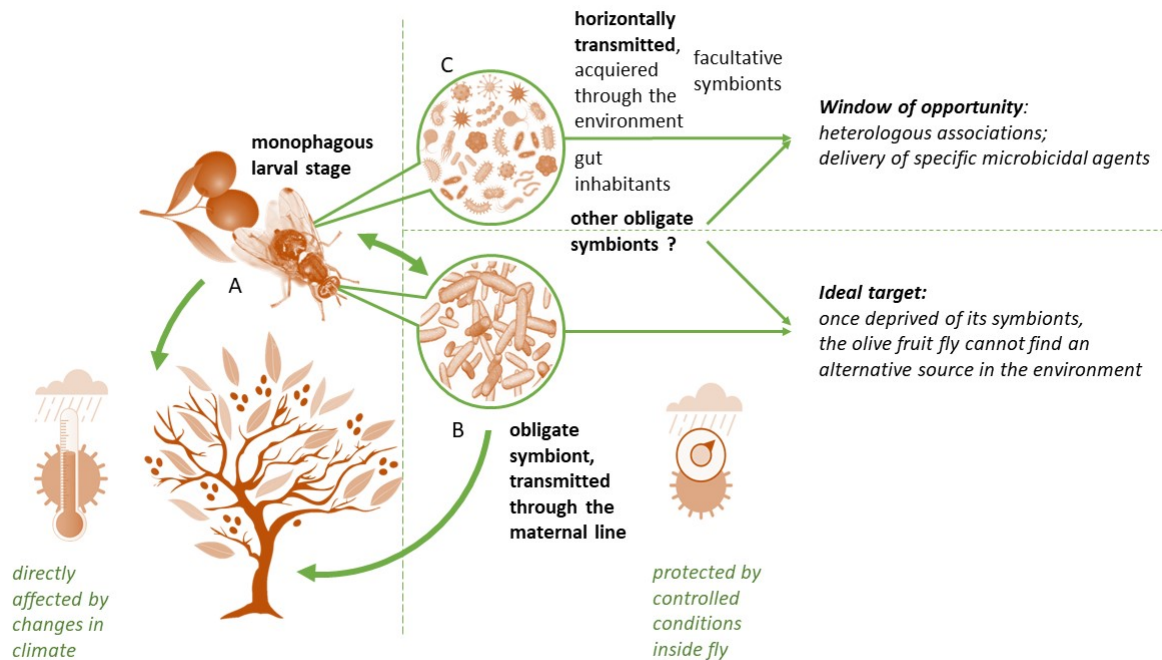 C
horizontally
transmitted,
acquiered
through the
environment
facultative
symbionts
gut
inhabitants
other obligate
symbionts ?
Window of opportunity:
heterologous associations;
delivery of specific microbicidal agents
monophagous
larval stage
A
Ideal target:
once deprived of its symbionts,
the olive fruit fly cannot find an
alternative source in the environment
B
obligate
symbiont,
transmitted
through the
maternal line
directly
affected by
changes in
climate
protected by
controlled
conditions
inside fly